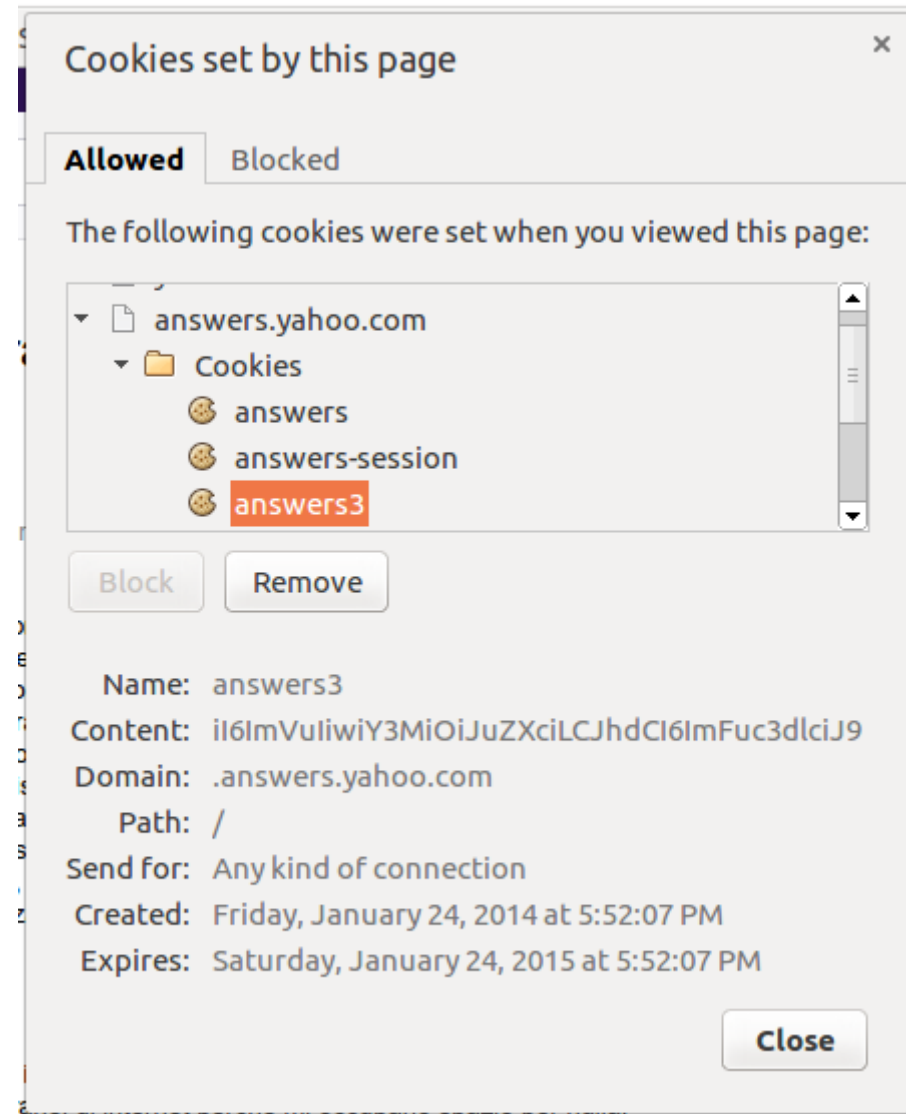 Cookies set by this page
Allowed Blocked
The following cookies were set when you viewed this page:
answers.yahoo.com
Cookies
answers
answers-session
answers3
Block Remove
Name: answers3
Content: iI6ImVuIiwiY3MiOiJuZXciLCJhdCI6ImFuc3dlciJ9
Domain: .answers.yahoo.com
Path: /
Send for: Any kind of connection
Created: Friday, January 24, 2014 at 5:52:07 PM
Expires: Saturday, January 24, 2015 at 5:52:07 PM
Close